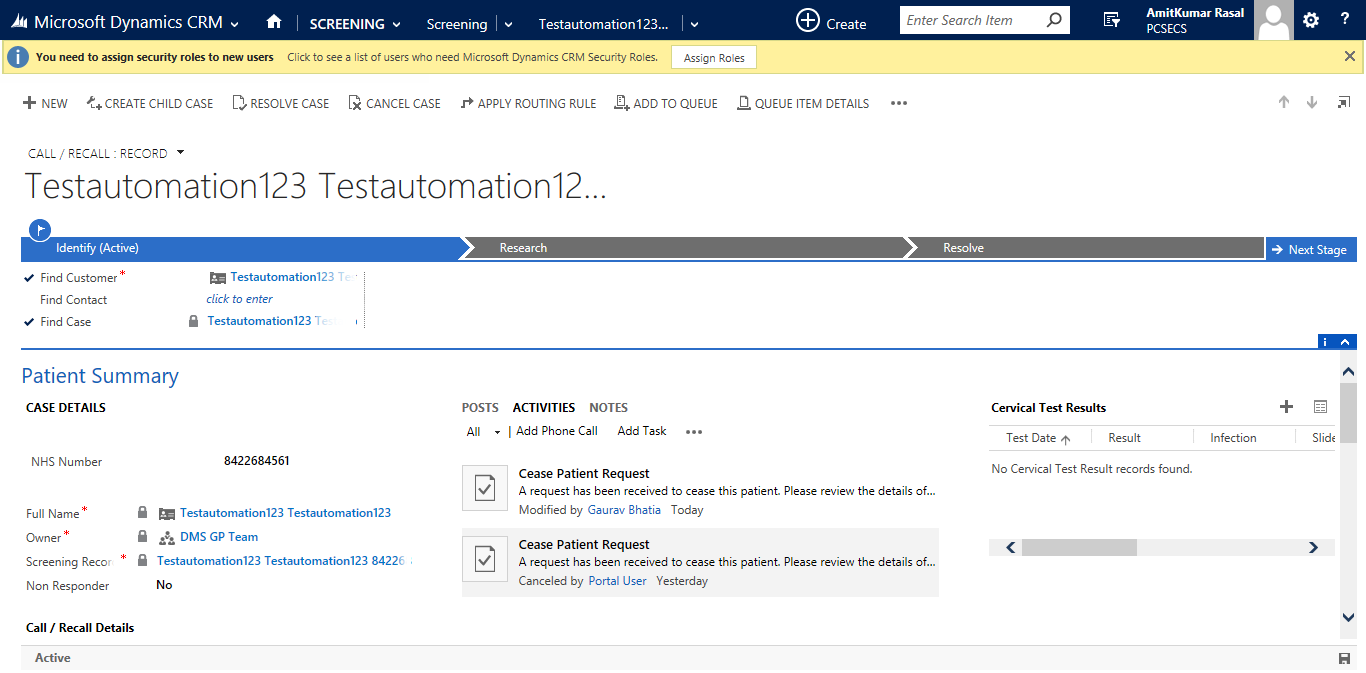 Microsoft Dynamics CRM SCREENING Screening Testautomation123... Create Enter Search Item AmitKumar Rasal ?
PCSECS
You need to assign security roles to new users Click to see a list of users who need Microsoft Dynamics CRM Security Roles. Assign Roles
NEW CREATE CHILD CASE RESOLVE CASE CANCEL CASE APPLY ROUTING RULE ADD TO QUEUE QUEUE ITEM DETAILS •••
CALL / RECALL : RECORD
Testautomation123 Testautomation12...
Identify (Active) Research Resolve Next Stage
Find Customer* Testautomation123 Te
Find Contact click to enter
Find Case Testautomation123 Tes
Patient Summary
CASE DETAILS
NHS Number 8422684561
Full Name* Testautomation123 Testautomation123
Owner* DMS GP Team
Screening Recor * Testautomation123 Testautomation123 84226
Non Responder No
Call / Recall Details
POSTS ACTIVITIES NOTES
All | Add Phone Call Add Task •••
Cease Patient Request
A request has been received to cease this patient. Please review the details of...
Modified by Gaurav Bhatia Today
Cease Patient Request
A request has been received to cease this patient. Please review the details of...
Canceled by Portal User Yesterday
Cervical Test Results
Test Date Result Infection Slide
No Cervical Test Result records found.
Active